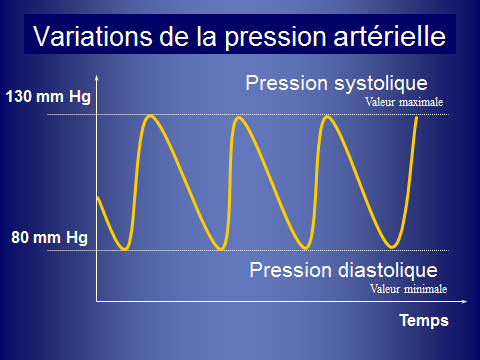 Variations de la pression artérielle
Pression systolique
Valeur maximale
130 mm Hg
80 mm Hg
Pression diastolique
Valeur minimale
Temps